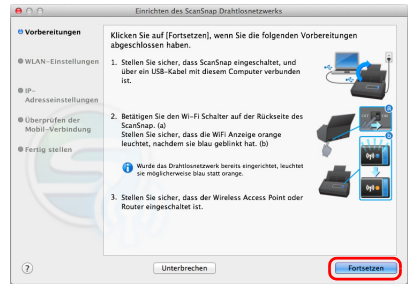 Einrichten des ScanSnap Drahtlosnetzwerks
Vorbereitungen
WLAN-Einstellungen
IP-
Adresseinstellungen
Überprüfen der
Mobil-Verbindung
Fertig stellen
Klicken Sie auf [Fortsetzen], wenn Sie die folgenden Vorbereitungen
abgeschlossen haben.
1. Stellen Sie sicher, dass ScanSnap eingeschaltet, und
über ein USB-Kabel mit diesem Computer verbunden
ist.
2. Betätigen Sie den Wi-Fi Schalter auf der Rückseite des
ScanSnap. (a)
Stellen Sie sicher, dass die WiFi Anzeige orange
leuchtet, nachdem sie blau geblinkt hat. (b)
Wurde das Drahtlosnetzwerk bereits eingerichtet, leuchtet
sie möglicherweise blau statt orange.
3. Stellen Sie sicher, dass der Wireless Access Point oder
Router eingeschaltet ist.
a
OFF
ON
b
?
Unterbrechen
Fortsetzen